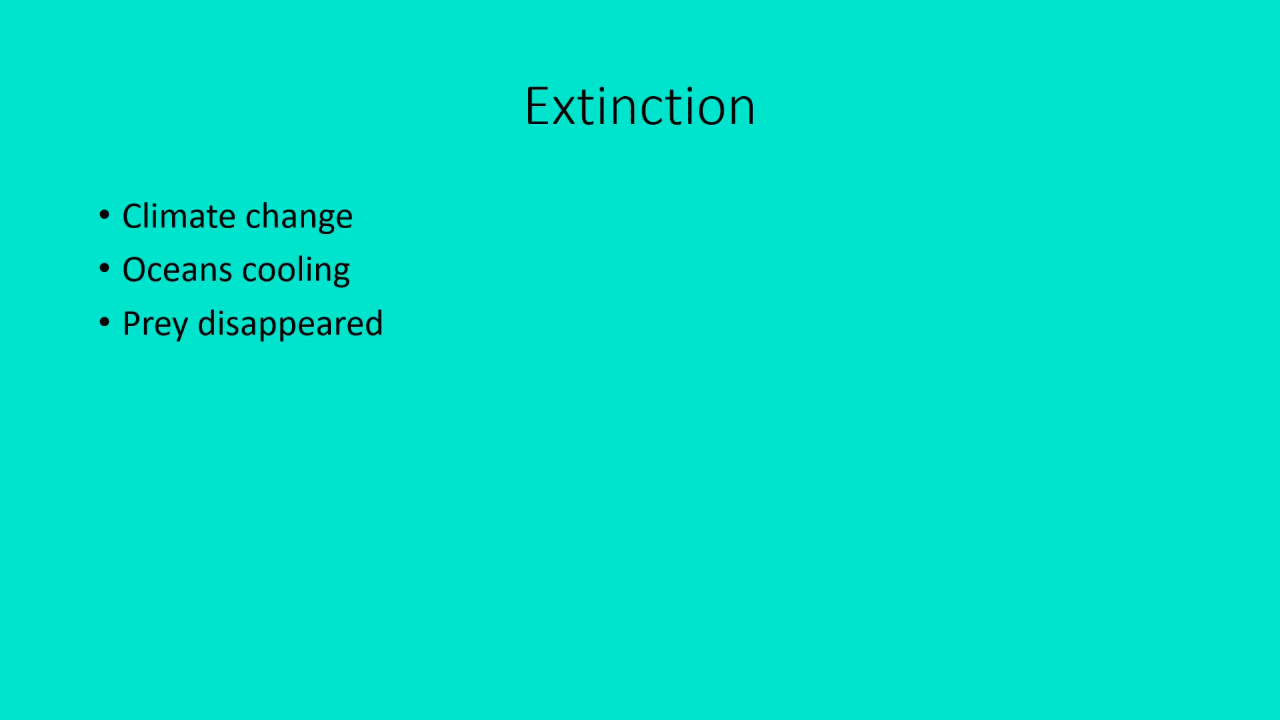 Extinction
• Climate change
• Oceans cooling
• Prey disappeared